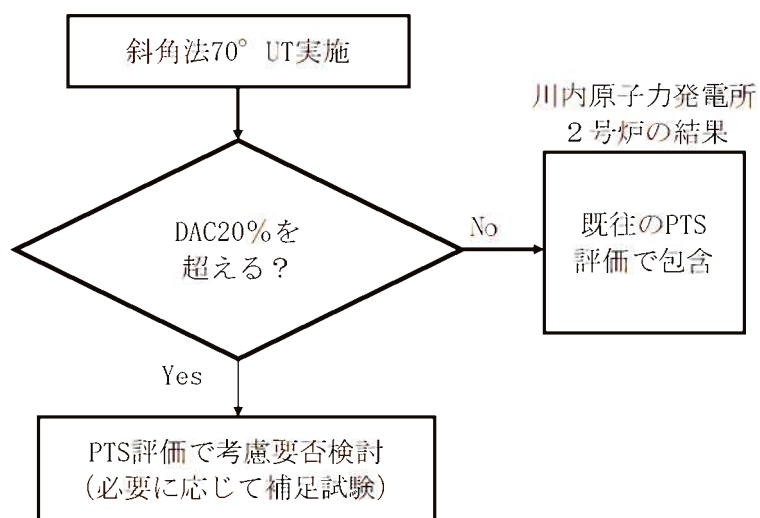 斜角法70° UT実施
川内原子力発電所
２号炉の結果
DAC20％を
超える？
No
既往のPTS
評価で包含
Yes
PTS評価で考慮要否検討
（必要に応じて補足試験）